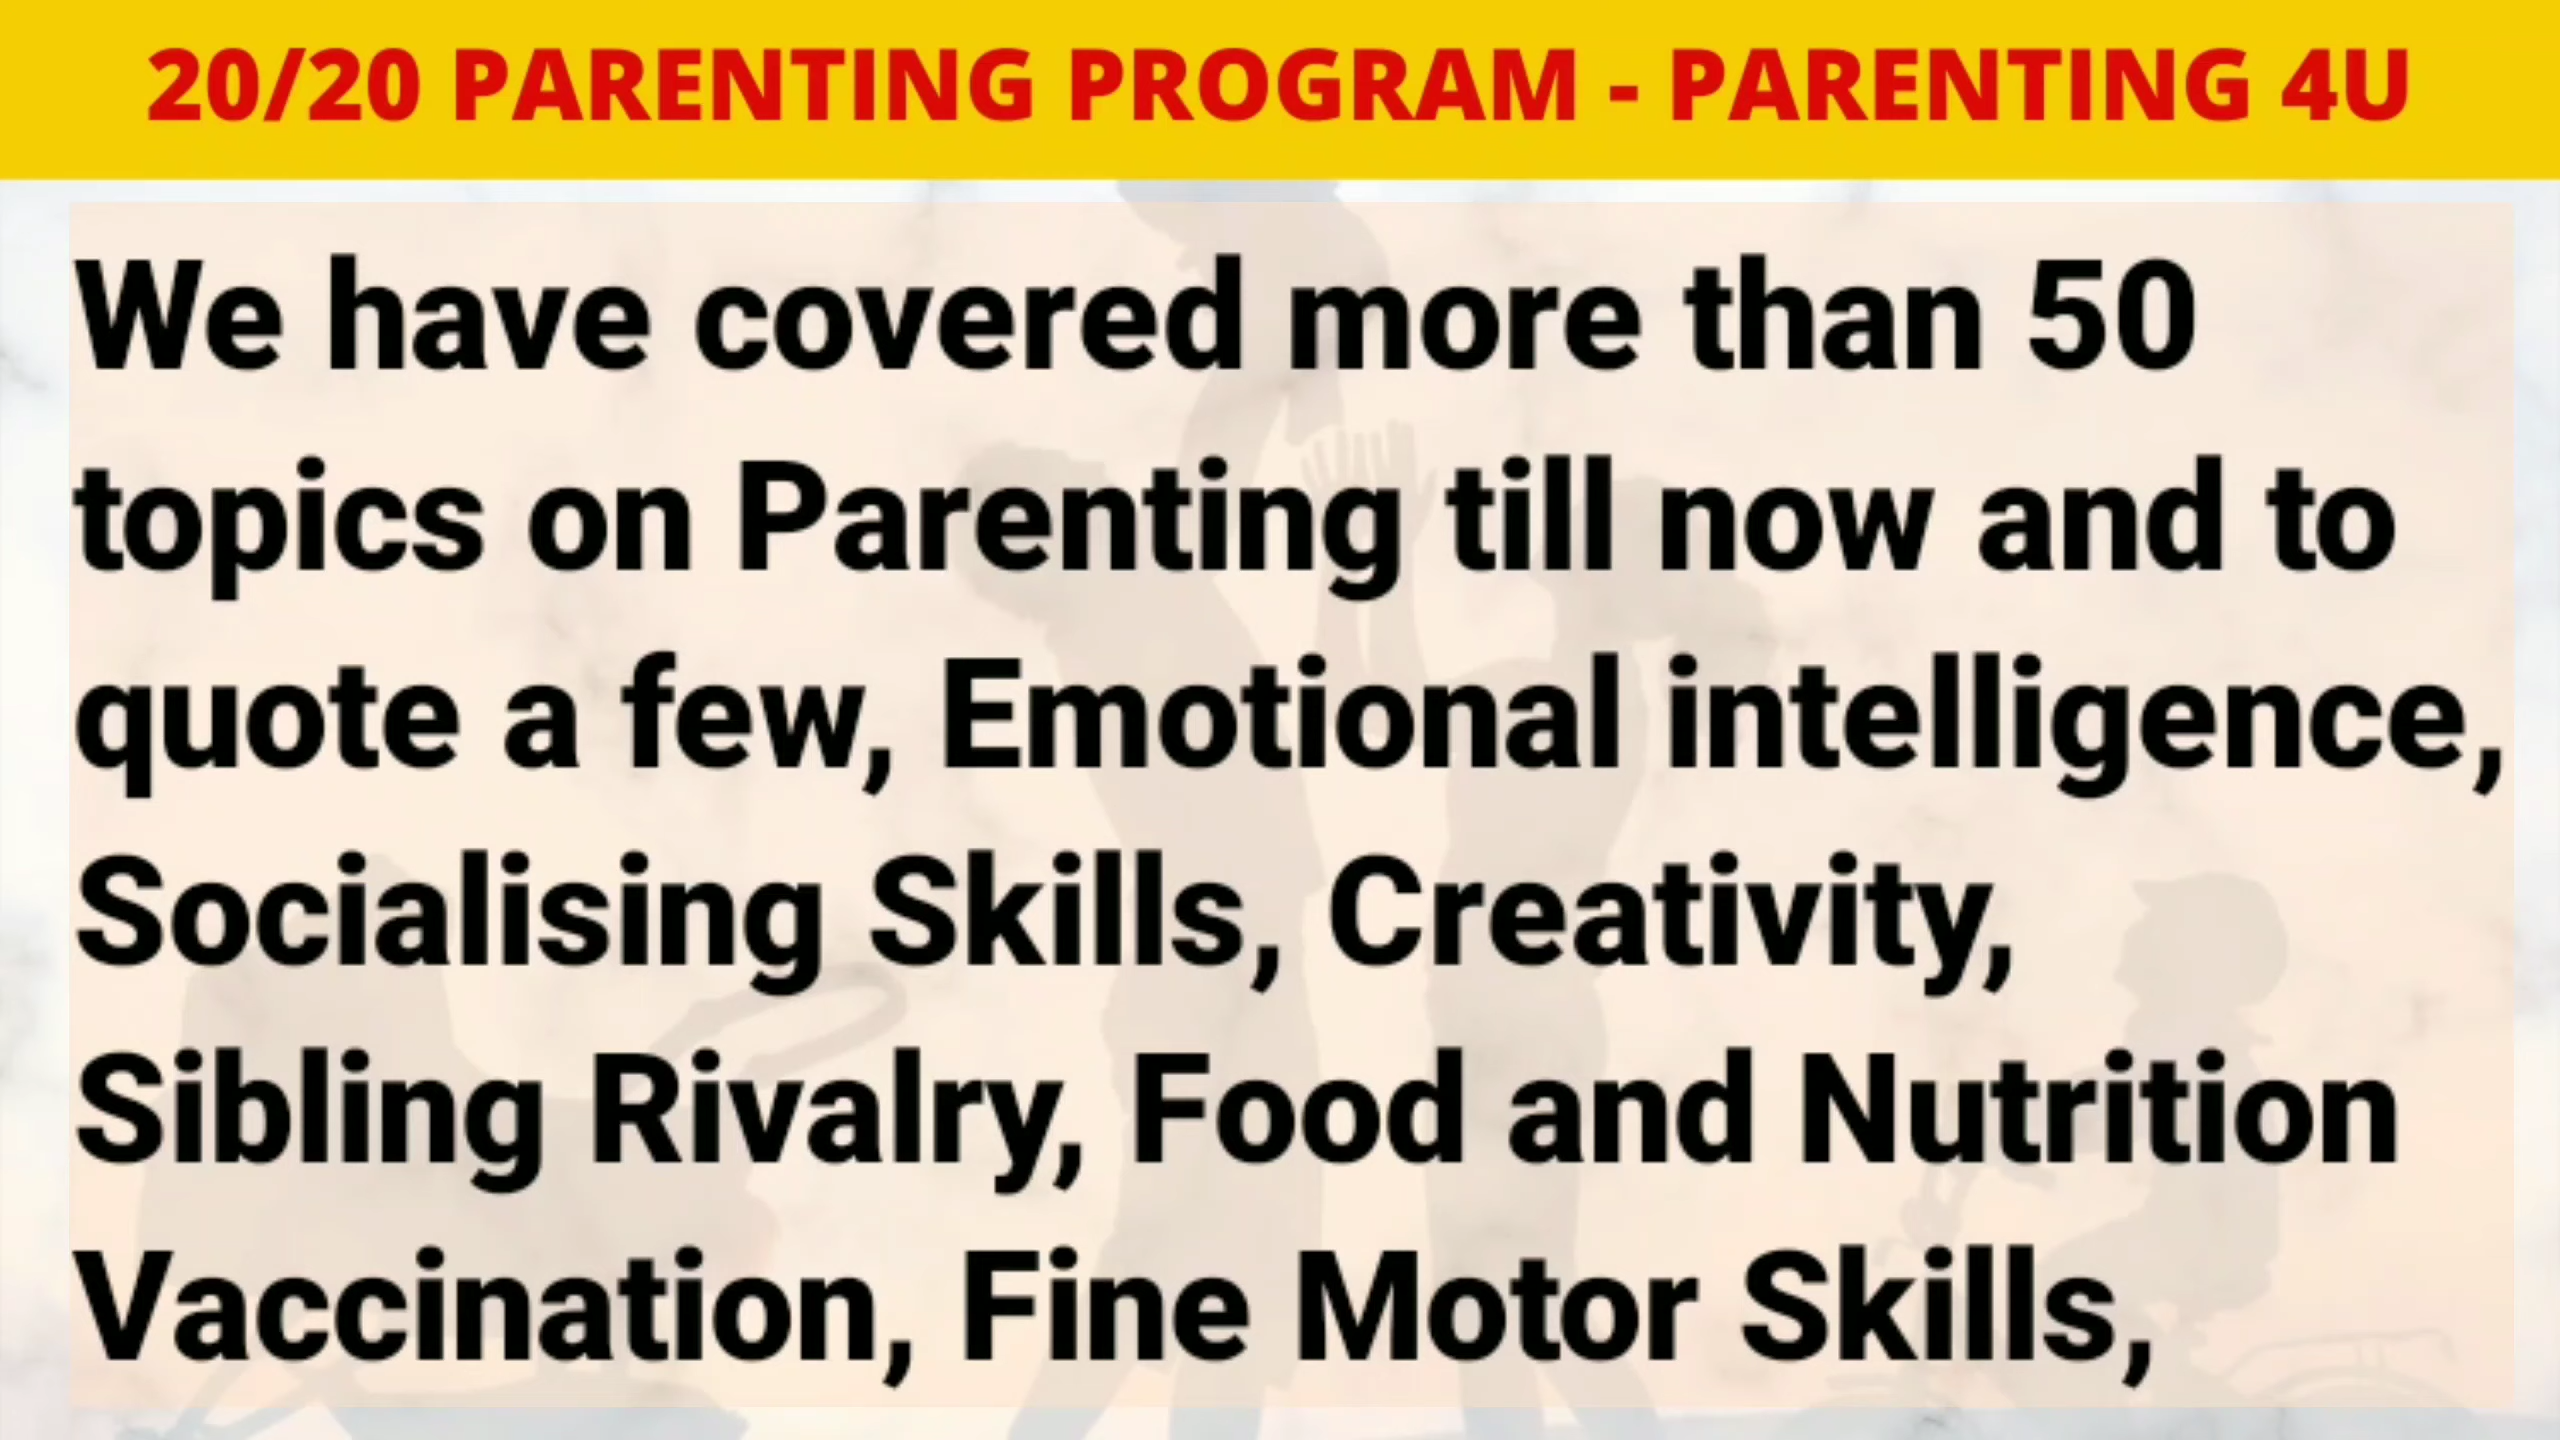 20/20 PARENTING PROGRAM - PARENTING 4U
We have covered more than 50
topics on Parenting till now and to
quote a few, Emotional intelligence,
Socialising Skills, Creativity,
Sibling Rivalry, Food and Nutrition
Vaccination, Fine Motor Skills,